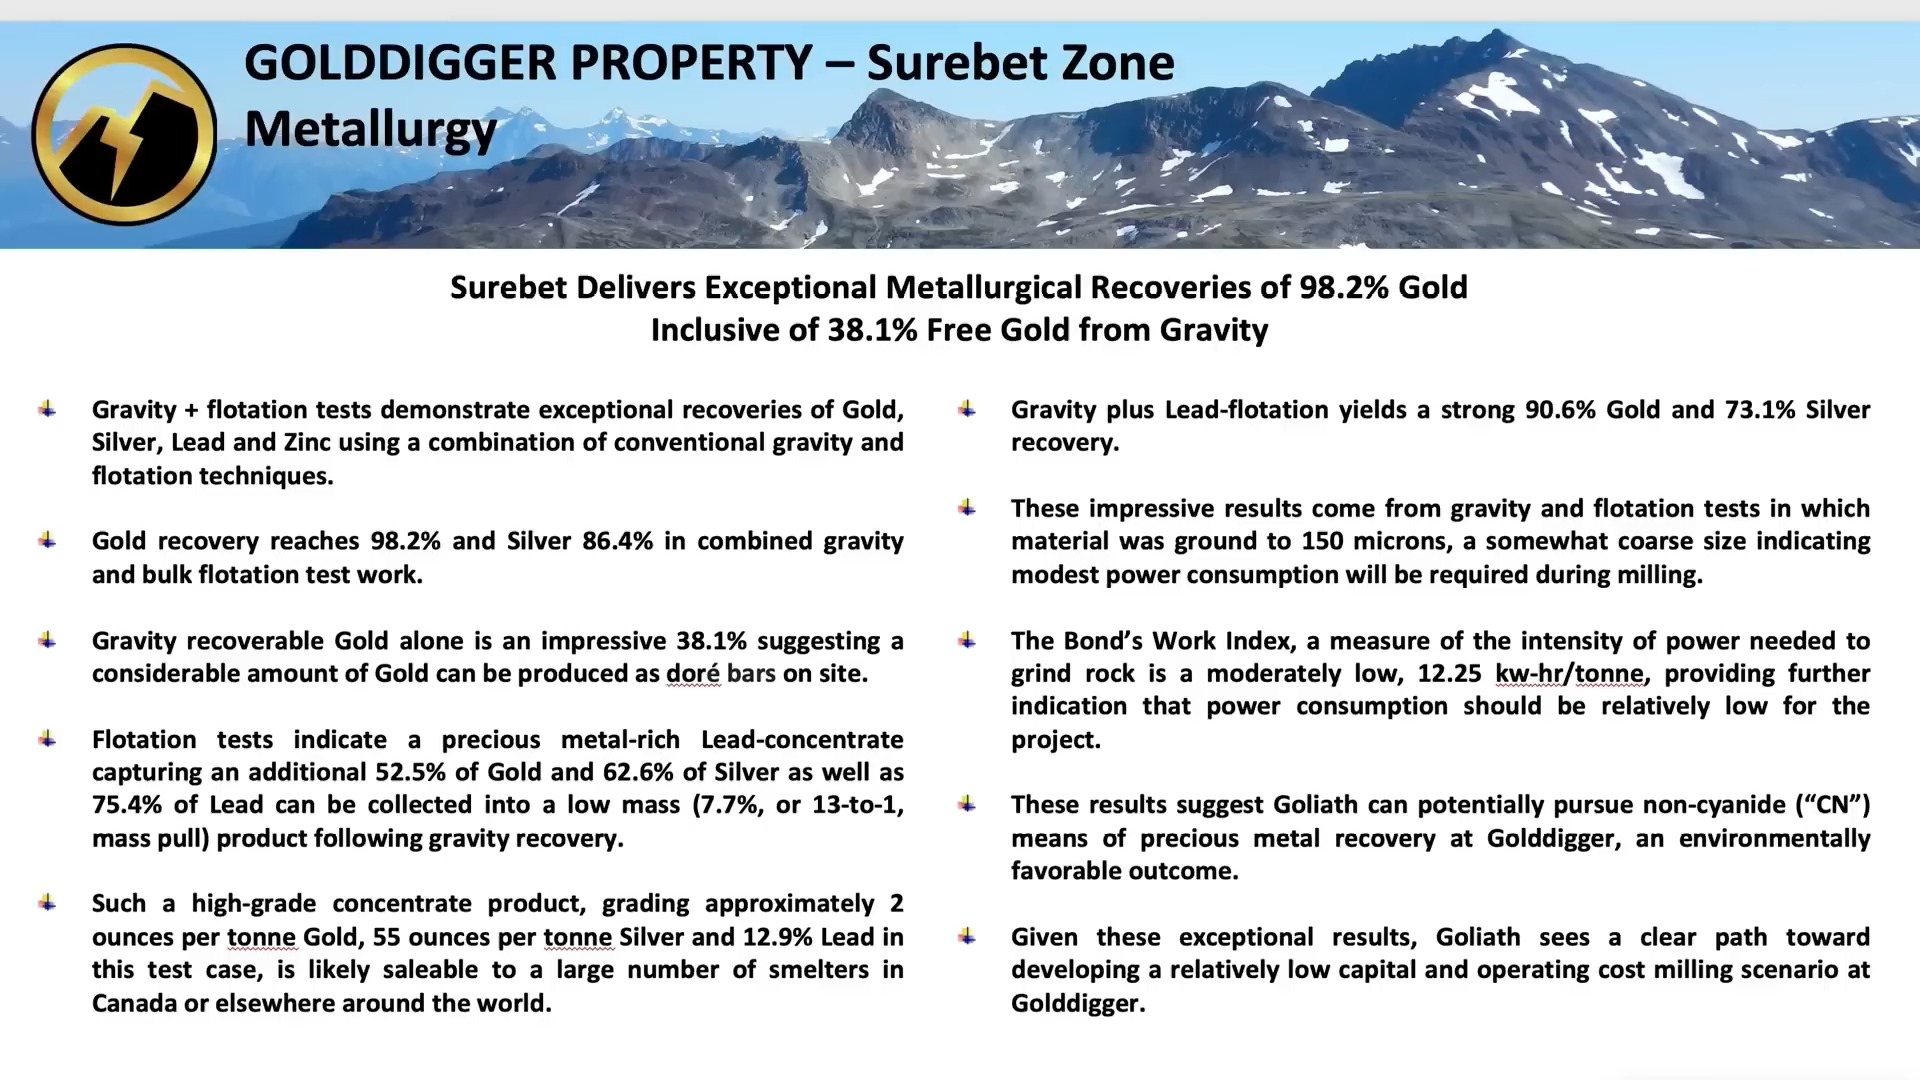 GOLDDIGGER PROPERTY – Surebet Zone
Metallurgy
Surebet Delivers Exceptional Metallurgical Recoveries of 98.2% Gold
Inclusive of 38.1% Free Gold from Gravity
Gravity + flotation tests demonstrate exceptional recoveries of Gold,
Silver, Lead and Zinc using a combination of conventional gravity and
flotation techniques.
Gold recovery reaches 98.2% and Silver 86.4% in combined gravity
and bulk flotation test work.
Gravity recoverable Gold alone is an impressive 38.1% suggesting a
considerable amount of Gold can be produced as doré bars on site.
Flotation tests indicate a precious metal-rich Lead-concentrate
capturing an additional 52.5% of Gold and 62.6% of Silver as well as
75.4% of Lead can be collected into a low mass (7.7%, or 13-to-1,
mass pull) product following gravity recovery.
Such a high-grade concentrate product, grading approximately 2
ounces per tonne Gold, 55 ounces per tonne Silver and 12.9% Lead in
this test case, is likely saleable to a large number of smelters in
Canada or elsewhere around the world.
Gravity plus Lead-flotation yields a strong 90.6% Gold and 73.1% Silver
recovery.
These impressive results come from gravity and flotation tests in which
material was ground to 150 microns, a somewhat coarse size indicating
modest power consumption will be required during milling.
The Bond’s Work Index, a measure of the intensity of power needed to
grind rock is a moderately low, 12.25 kw-hr/tonne, providing further
indication that power consumption should be relatively low for the
project.
These results suggest Goliath can potentially pursue non-cyanide (“CN”)
means of precious metal recovery at Golddigger, an environmentally
favorable outcome.
Given these exceptional results, Goliath sees a clear path toward
developing a relatively low capital and operating cost milling scenario at
Golddigger.